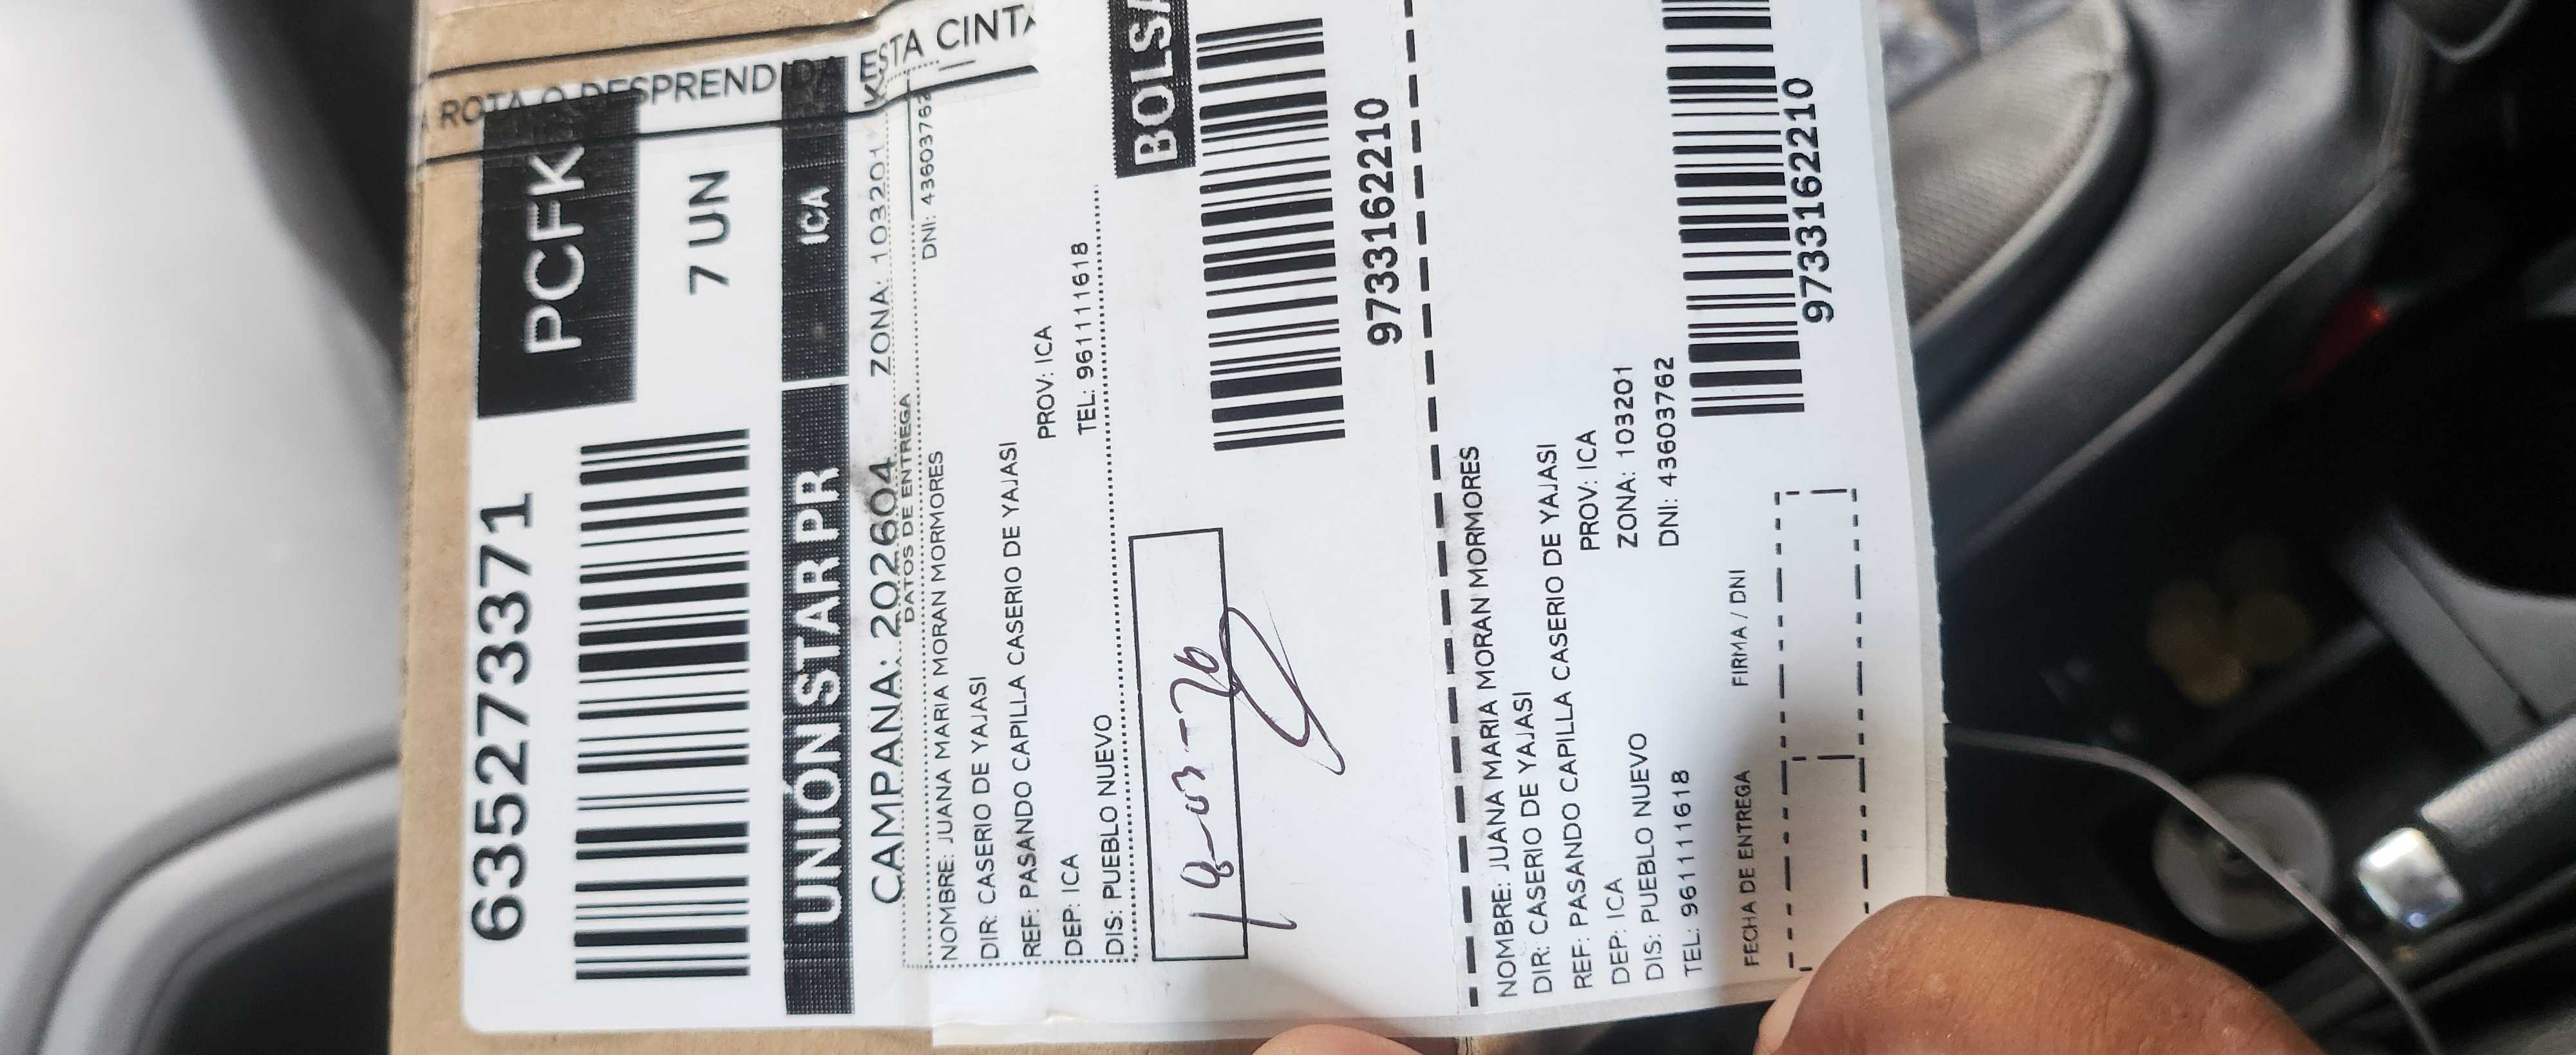 A ROTA O DESPRENDIDA ESTA CINTA
635273371
PCFK
7 UN
UNIÓN STAR PR ICA
CAMPAÑA: 202604 ZONA: 103201
DATOS DE ENTREGA
NOMBRE: JUANA MARIA MORAN MORMORES DNI: 43603762
DIR: CASERIO DE YAJASI
REF: PASANDO CAPILLA CASERIO DE YAJASI
DEP: ICA PROV: ICA
DIS: PUEBLO NUEVO TEL: 961111618
BOLSA
18-03-26
9733162210
NOMBRE: JUANA MARIA MORAN MORMORES
DIR: CASERIO DE YAJASI
REF: PASANDO CAPILLA CASERIO DE YAJASI
DEP: ICA PROV: ICA
DIS: PUEBLO NUEVO ZONA: 103201
TEL: 961111618 DNI: 43603762
FECHA DE ENTREGA FIRMA / DNI
9733162210